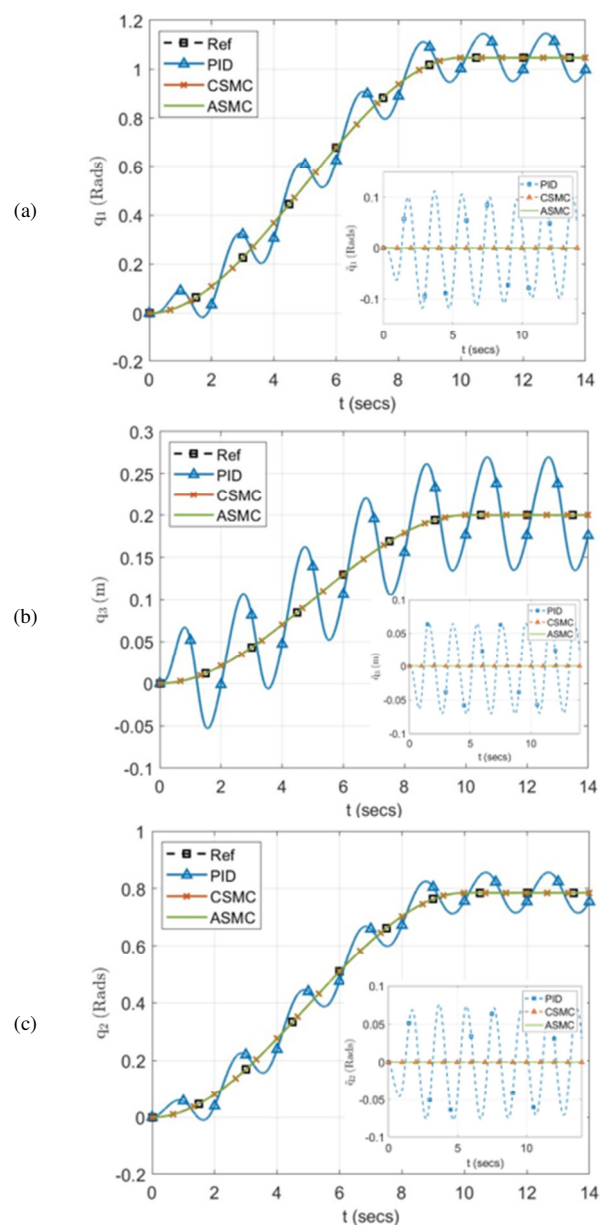 (a)
q₁ (Rads)
1.2
1
0.8
0.6
0.4
0.2
0
-0.2
Ref
PID
CSMC
ASMC
0 2 4 6 8 10 12 14
t (secs)
q̃₁ (Rads)
0.1
0
-0.1
PID
CSMC
ASMC
0 5 10
t (secs)
(b)
q₃ (m)
0.3
0.25
0.2
0.15
0.1
0.05
0
-0.05
-0.1
Ref
PID
CSMC
ASMC
0 2 4 6 8 10 12 14
t (secs)
q̃₃ (m)
0.1
0.05
0
-0.05
-0.1
PID
CSMC
ASMC
0 5 10
t (secs)
(c)
q₂ (Rads)
1
0.8
0.6
0.4
0.2
0
-0.2
Ref
PID
CSMC
ASMC
0 2 4 6 8 10 12 14
t (secs)
q̃₂ (Rads)
0.1
0.05
0
-0.05
-0.1
PID
CSMC
ASMC
0 5 10
t (secs)